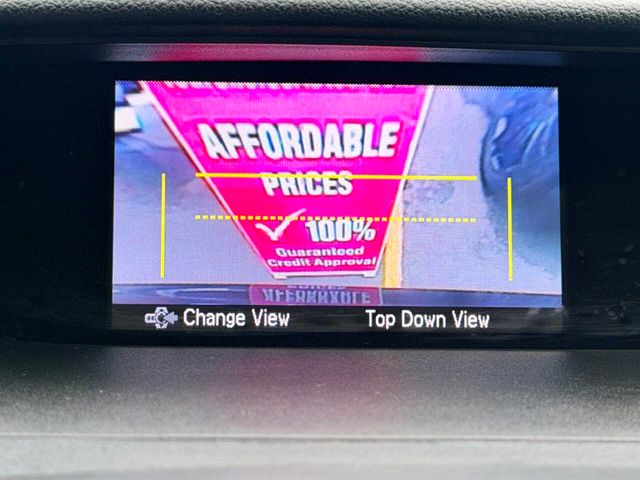 AFFORDABLE
PRICES
100%
Guaranteed
Credit Approval
Change View Top Down View